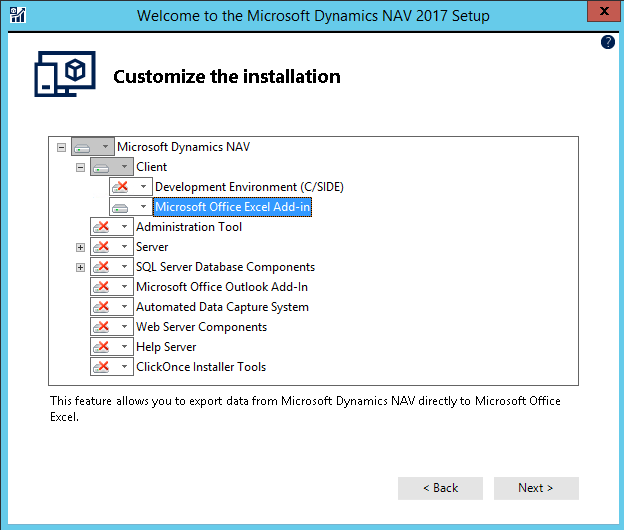 Welcome to the Microsoft Dynamics NAV 2017 Setup
x
?
Customize the installation
Microsoft Dynamics NAV
Client
Development Environment (C/SIDE)
Microsoft Office Excel Add-in
Administration Tool
Server
SQL Server Database Components
Microsoft Office Outlook Add-In
Automated Data Capture System
Web Server Components
Help Server
ClickOnce Installer Tools
This feature allows you to export data from Microsoft Dynamics NAV directly to Microsoft Office
Excel.
< Back Next >